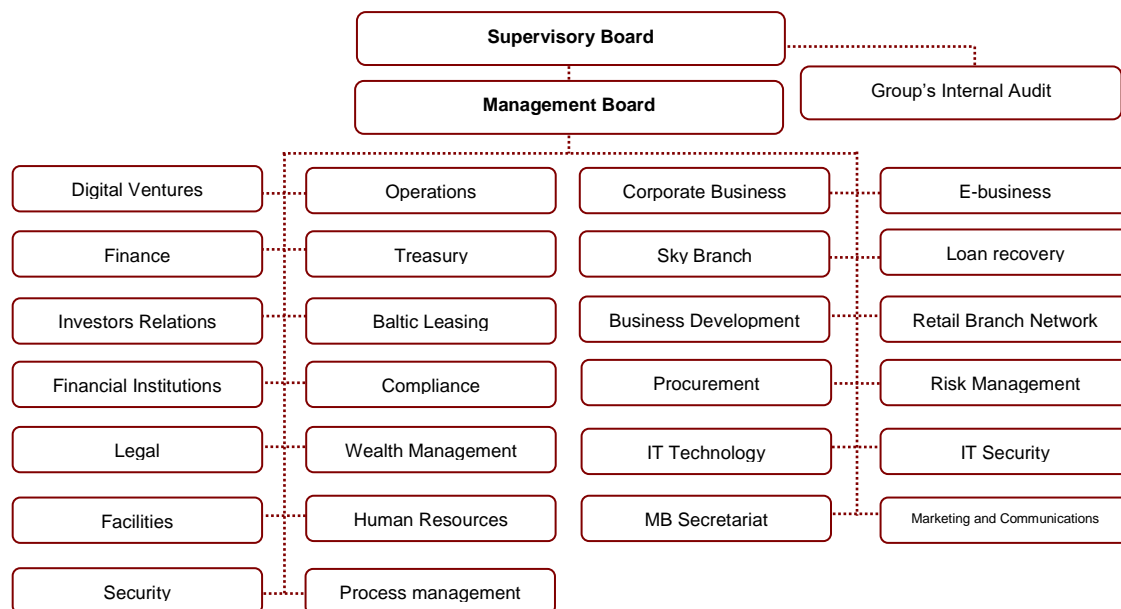 Supervisory Board
Group's Internal Audit
Management Board
Digital Ventures
Operations
Corporate Business
E-business
Finance
Treasury
Sky Branch
Loan recovery
Investors Relations
Baltic Leasing
Business Development
Retail Branch Network
Financial Institutions
Compliance
Procurement
Risk Management
Legal
Wealth Management
IT Technology
IT Security
Facilities
Human Resources
MB Secretariat
Marketing and Communications
Security
Process management